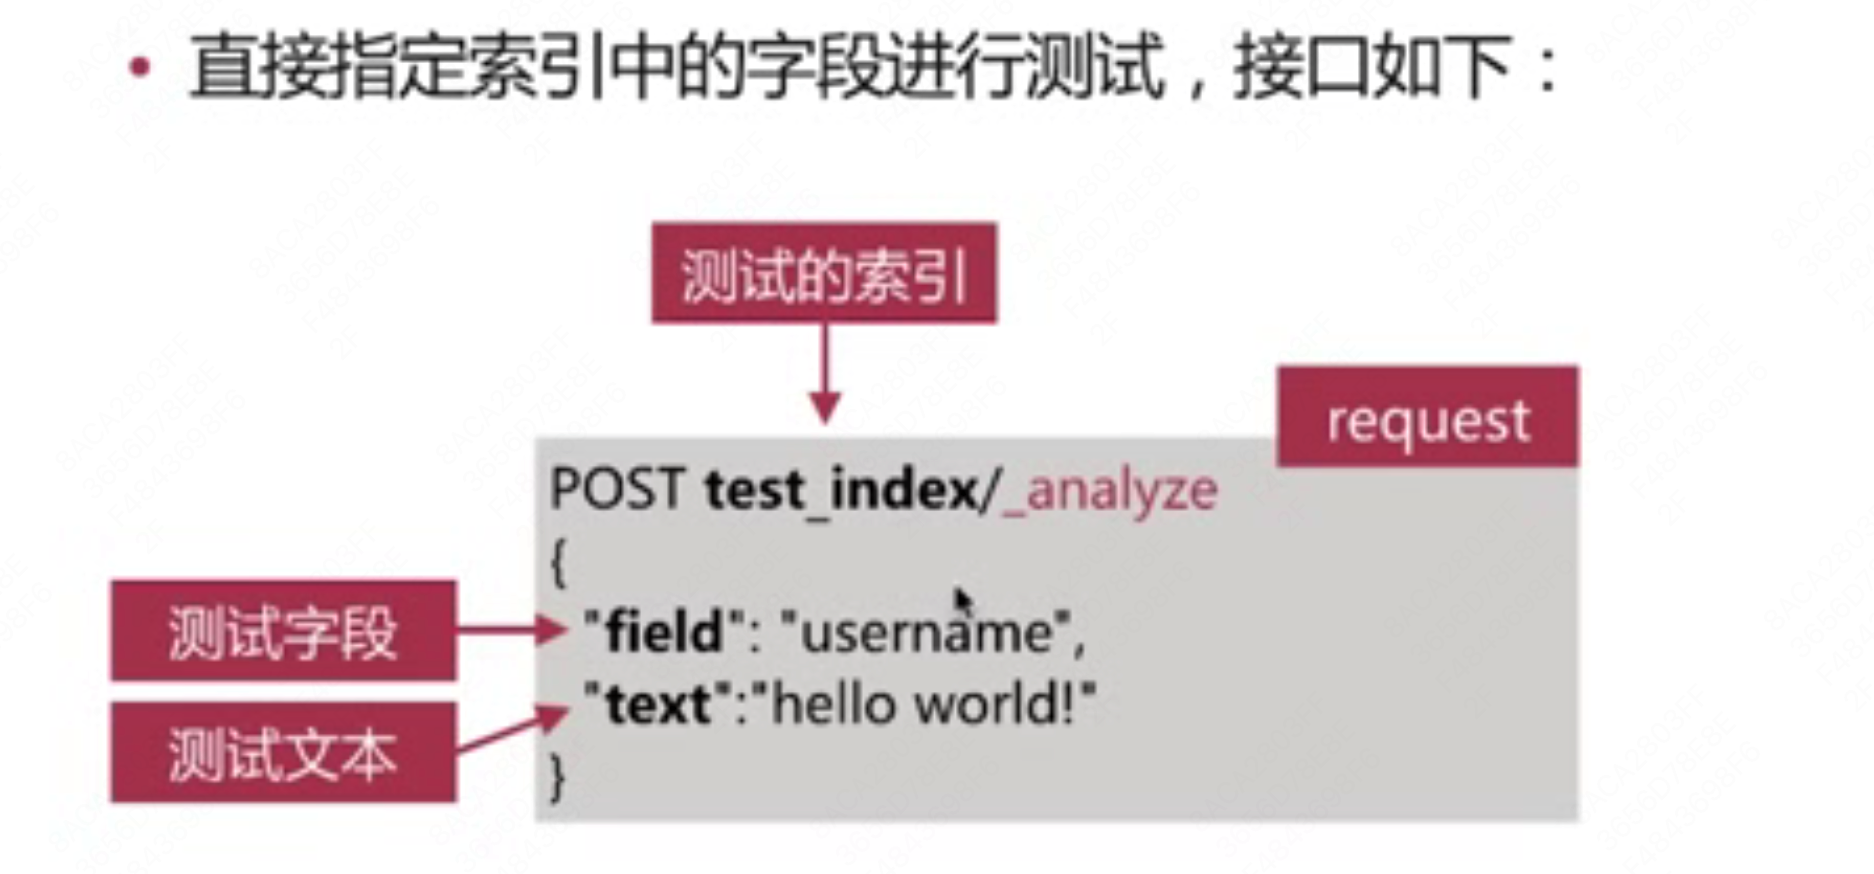 • 直接指定索引中的字段进行测试，接口如下：
测试的索引
request
POST test_index/_analyze
{
测试字段
"field": "username",
"text":"hello world!"
测试文本
}